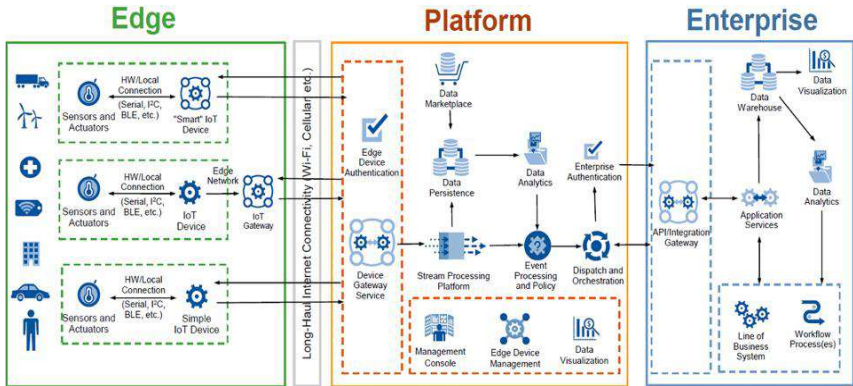 Edge
Platform
Enterprise
HW/Local
Connection
(Serial, I²C,
BLE, etc.)
Sensors and
Actuators
"Smart" IoT
Device
HW/Local
Connection
(Serial, I²C,
BLE, etc.)
Sensors and
Actuators
IoT
Device
Edge
Network
IoT
Gateway
HW/Local
Connection
(Serial, I²C,
BLE, etc.)
Sensors and
Actuators
Simple
IoT Device
Long-Haul Internet Connectivity (Wi-Fi, Cellular, etc.)
Edge
Device
Authentication
Device
Gateway
Service
Data
Marketplace
Data
Persistence
Data
Analytics
Enterprise
Authentication
Stream Processing
Platform
Event
Processing
and Policy
Dispatch and
Orchestration
Management
Console
Edge Device
Management
Data
Visualization
API/Integration
Gateway
Data
Warehouse
Data
Visualization
Application
Services
Data
Analytics
Line of
Business
System
Workflow
Process(es)